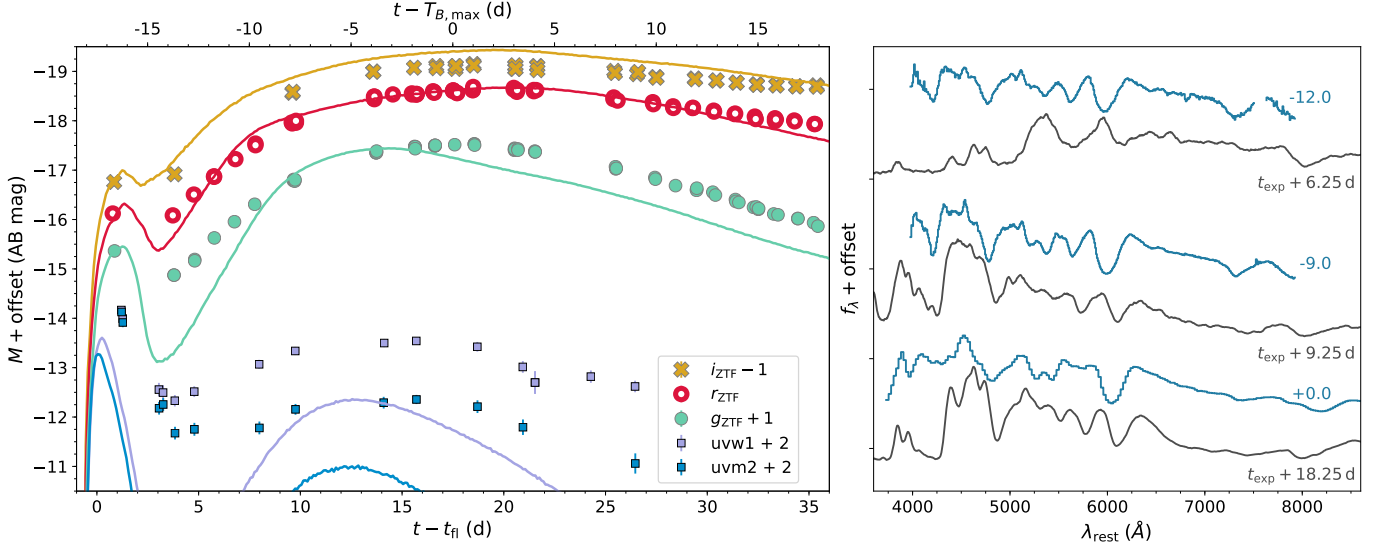 t − T_B,max (d)
-15 -10 -5 0 5 10 15
M + offset (AB mag)
−19
−18
−17
−16
−15
−14
−13
−12
−11
i_ZTF − 1
r_ZTF
g_ZTF + 1
uvw1 + 2
uvm2 + 2
0 5 10 15 20 25 30 35
t − t_fl (d)
f_λ + offset
-12.0
t_exp + 6.25 d
-9.0
t_exp + 9.25 d
+0.0
t_exp + 18.25 d
4000 5000 6000 7000 8000
λ_rest (Å)